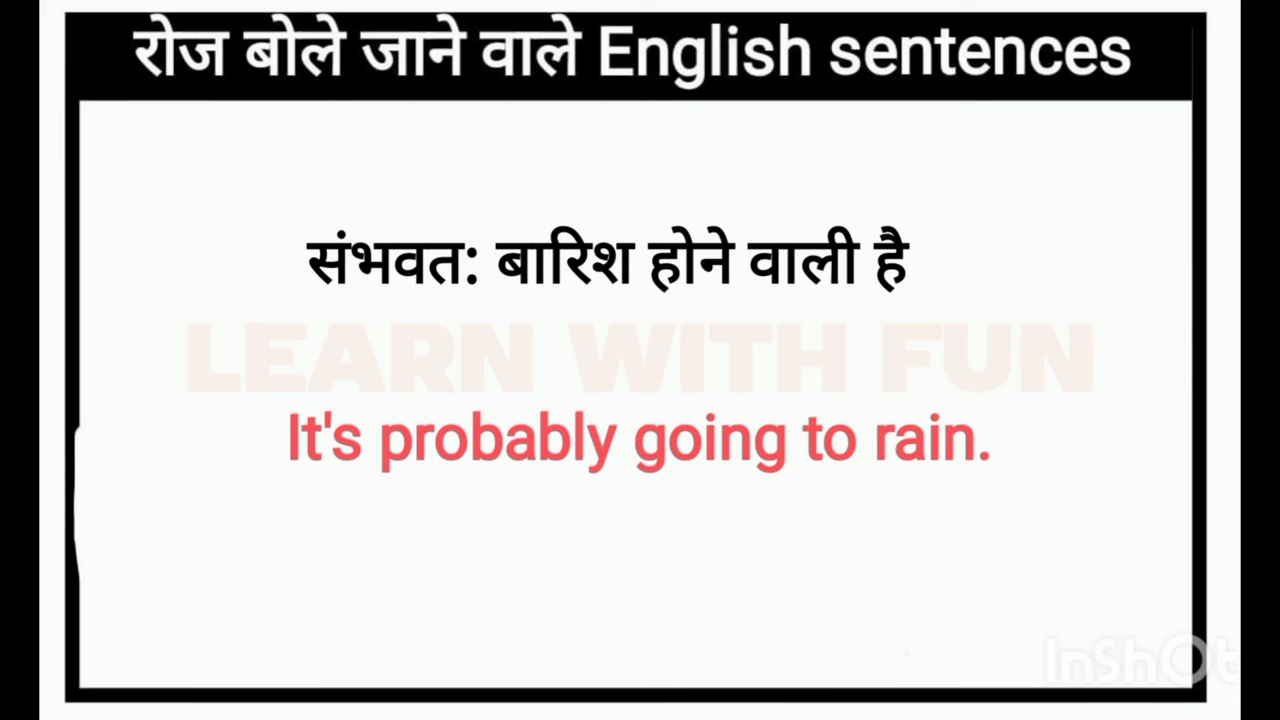 रोज बोले जाने वाले English sentences
संभवत: बारिश होने वाली है
LEARN WITH FUN
It's probably going to rain.
InShOt